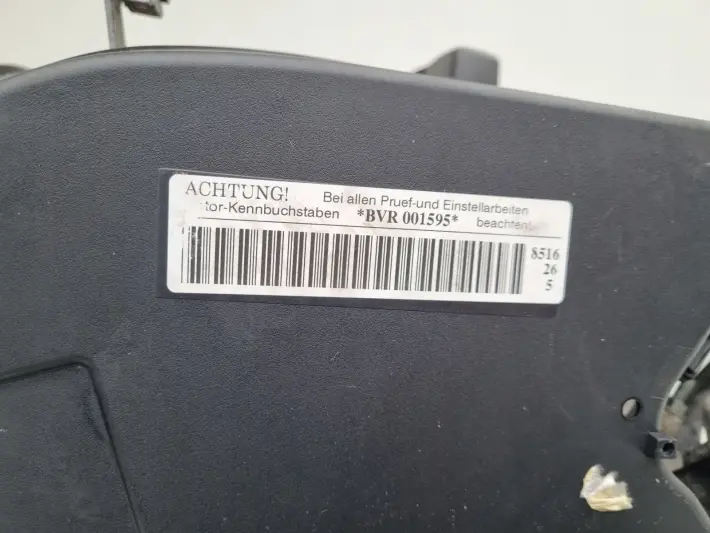 ACHTUNG! Bei allen Pruef-und Einstellarbeiten
tor-Kennbuchstaben *BVR 001595* beachten
8516
26
5